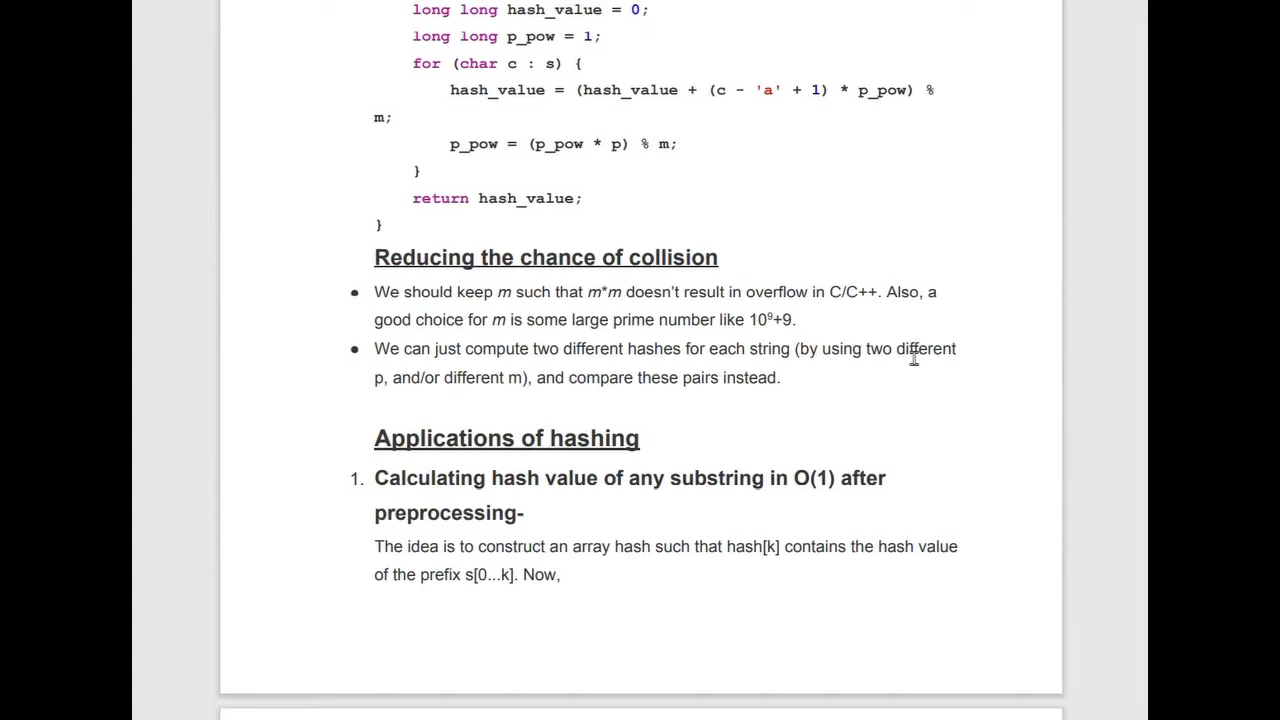 long long hash_value = 0;
long long p_pow = 1;
for (char c : s) {
hash_value = (hash_value + (c - 'a' + 1) * p_pow) %
m;
p_pow = (p_pow * p) % m;
}
return hash_value;
}
Reducing the chance of collision
● We should keep m such that m*m doesn’t result in overflow in C/C++. Also, a
good choice for m is some large prime number like 10⁹+9.
● We can just compute two different hashes for each string (by using two different
p, and/or different m), and compare these pairs instead.
Applications of hashing
1. Calculating hash value of any substring in O(1) after
preprocessing-
The idea is to construct an array hash such that hash[k] contains the hash value
of the prefix s[0...k]. Now,